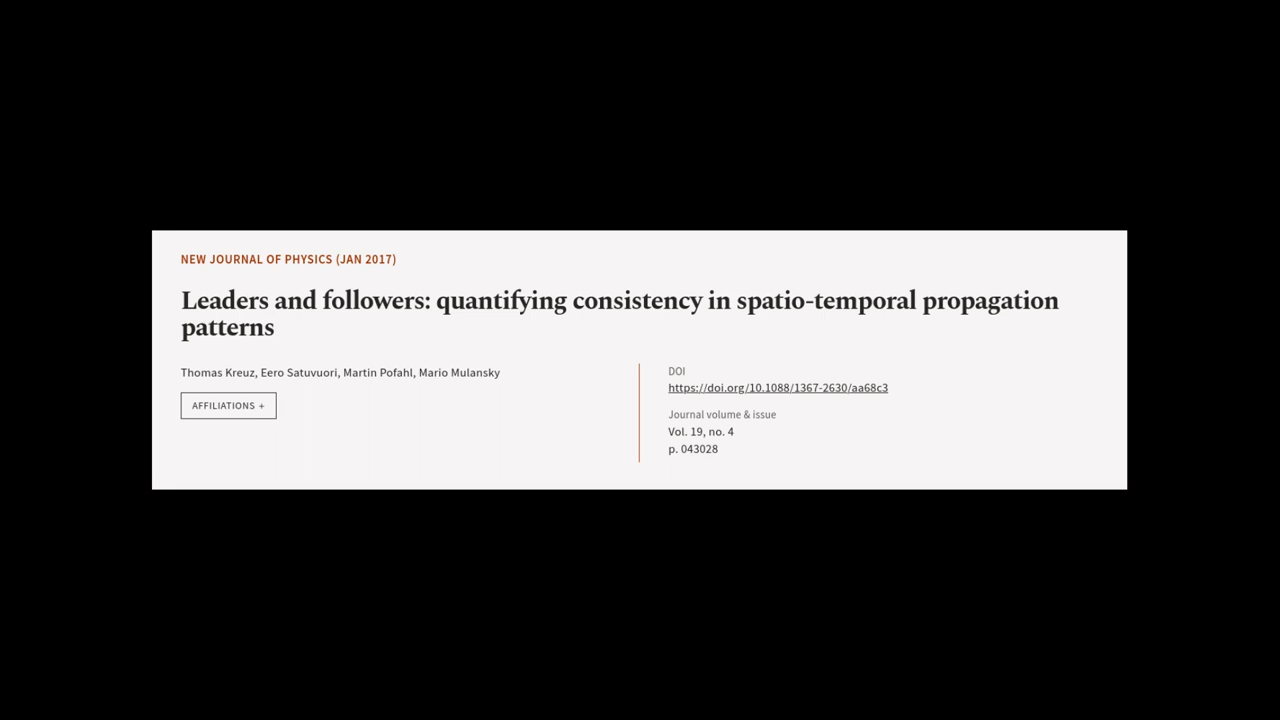 NEW JOURNAL OF PHYSICS (JAN 2017)
Leaders and followers: quantifying consistency in spatio-temporal propagation
patterns
Thomas Kreuz, Eero Satuvuori, Martin Pofahl, Mario Mulansky
AFFILIATIONS +
DOI
https://doi.org/10.1088/1367-2630/aa68c3
Journal volume & issue
Vol. 19, no. 4
p. 043028